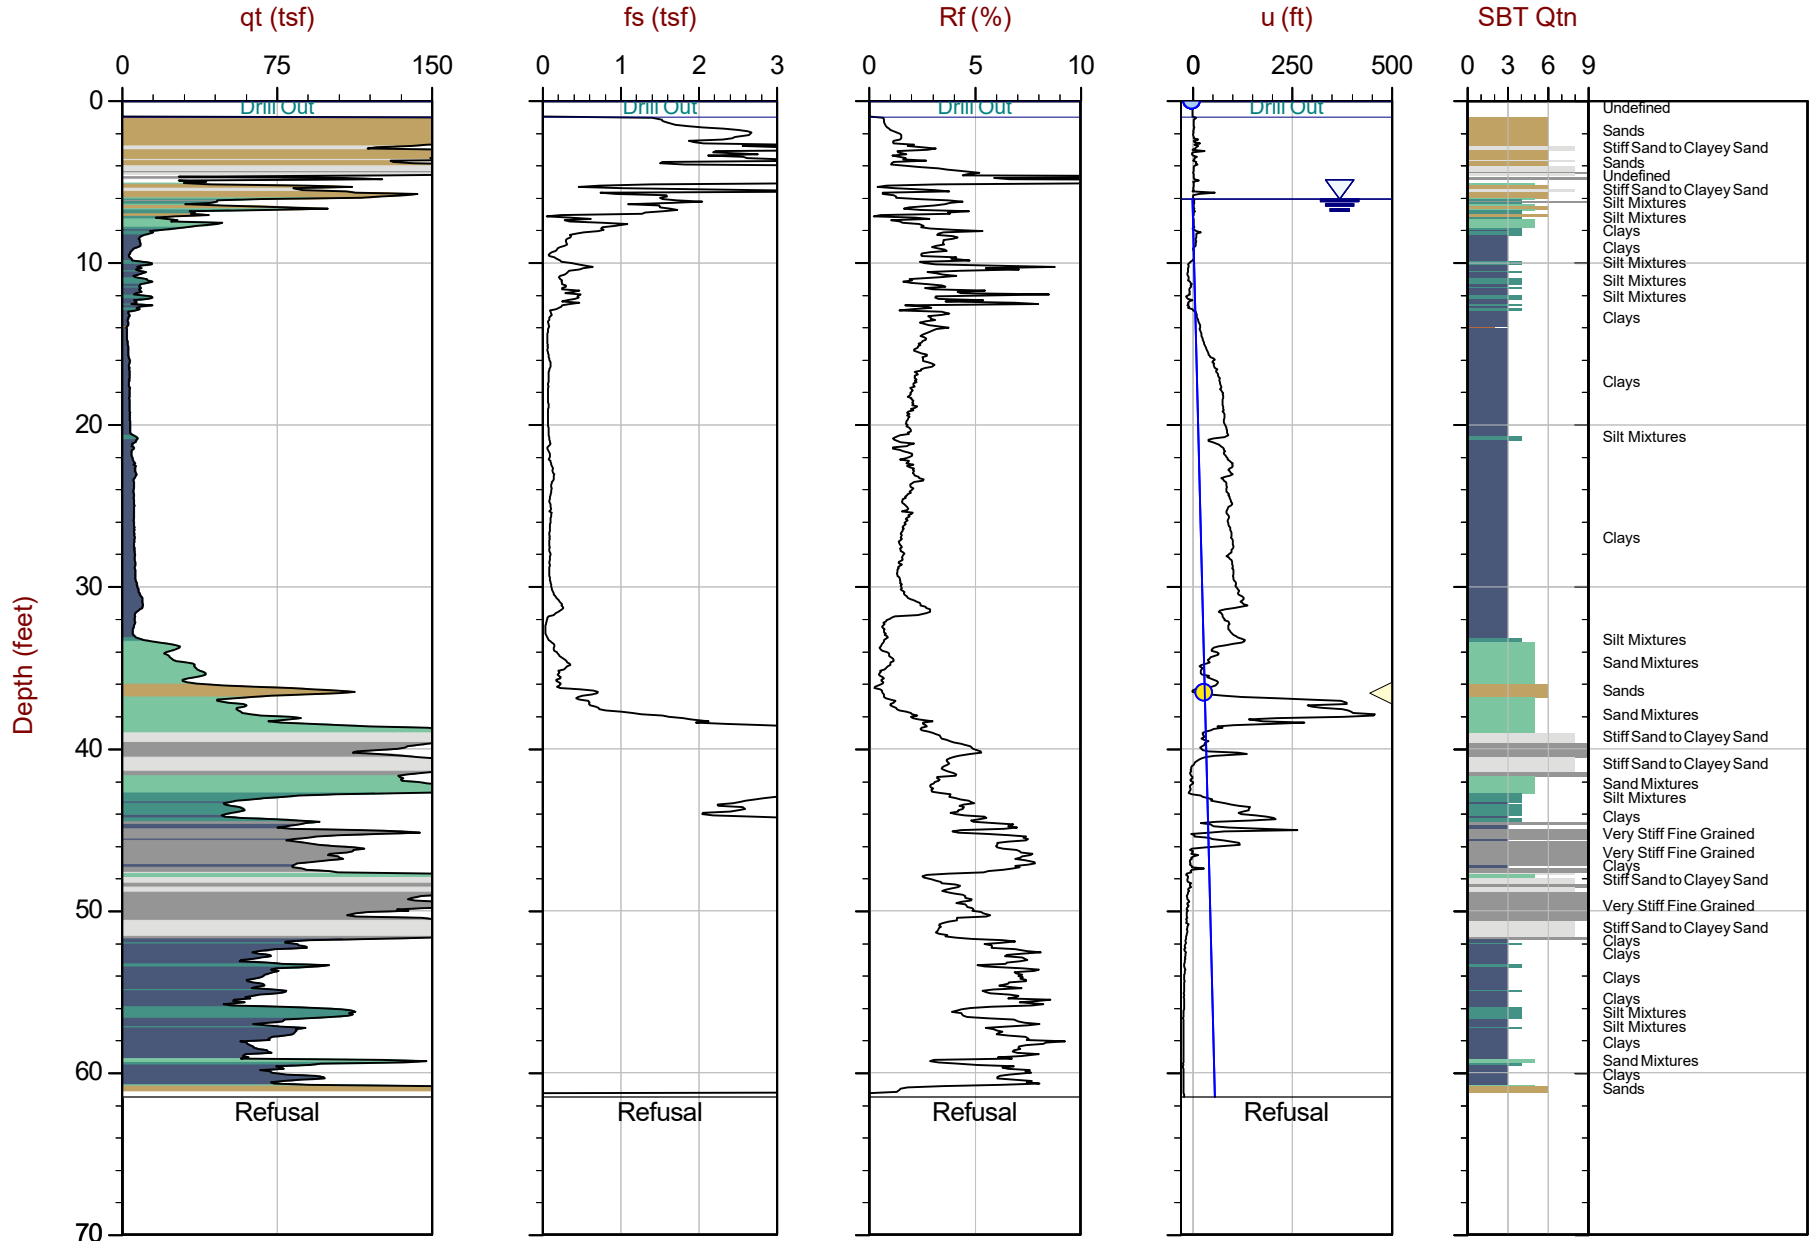 qt (tsf) fs (tsf) Rf (%) u (ft) SBT Qtn
0 75 150 0 1 2 3 0 5 10 0 250 500 0 3 6 9
0 Drill Out Drill Out Drill Out Drill Out Undefined
Sands
Stiff Sand to Clayey Sand
Sands
Undefined
Stiff Sand to Clayey Sand
Silt Mixtures
Silt Mixtures
Clays
Clays
10 Silt Mixtures
Silt Mixtures
Silt Mixtures
Clays
Clays
20
Silt Mixtures
Clays
30
Silt Mixtures
Sand Mixtures
Depth (feet)
Sands
Sand Mixtures
Stiff Sand to Clayey Sand
40
Stiff Sand to Clayey Sand
Sand Mixtures
Silt Mixtures
Clays
Very Stiff Fine Grained
Very Stiff Fine Grained
Clays
Stiff Sand to Clayey Sand
50 Very Stiff Fine Grained
Stiff Sand to Clayey Sand
Clays
Clays
Clays
Clays
Silt Mixtures
Silt Mixtures
Clays
Sand Mixtures
60 Clays
Sands
Refusal Refusal Refusal Refusal
70